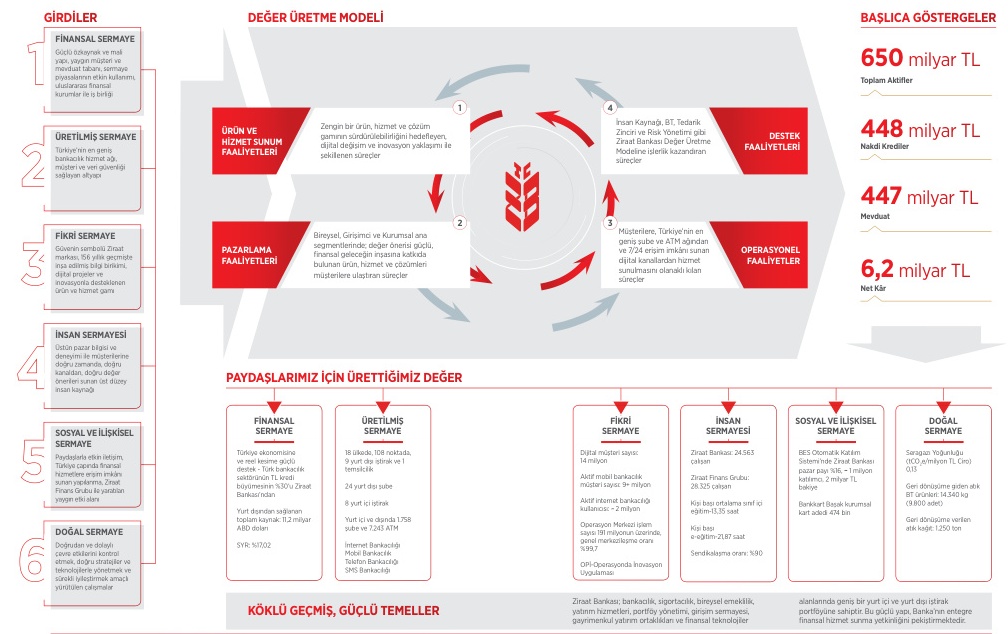 GİRDİLER
1
FİNANSAL SERMAYE
Güçlü özkaynak ve mali
yapı, yaygın müşteri ve
mevduat tabanı, sermaye
piyasalarının etkin kullanımı,
uluslararası finansal
kurumlar ile iş birliği
2
ÜRETİLMİŞ SERMAYE
Türkiye'nin en geniş
bankacılık hizmet ağı,
müşteri ve veri güvenliği
sağlayan altyapı
3
FİKRİ SERMAYE
Güvenin sembolü Ziraat
markası, 156 yıllık geçmişte
inşa edilmiş bilgi birikimi,
dijital projeler ve
inovasyonla desteklenen
ürün ve hizmet gamı
4
İNSAN SERMAYESİ
Üstün pazar bilgisi ve
deneyimi ile müşterilerine
doğru zamanda, doğru
kanaldan, doğru değer
önerileri sunan üst düzey
insan kaynağı
5
SOSYAL VE İLİŞKİSEL
SERMAYE
Paydaşlarla etkin iletişim,
Türkiye çapında finansal
hizmetlere erişim imkânı
sunan yapılanma, Ziraat
Finans Grubu ile yaratılan
yaygın etki alanı
6
DOĞAL SERMAYE
Doğrudan ve dolaylı
çevre etkilerini kontrol
etmek, doğru stratejiler ve
teknolojilerle yönetmek ve
sürekli iyileştirmek amaçlı
yürütülen çalışmalar
DEĞER ÜRETME MODELİ
1
ÜRÜN VE
HİZMET SUNUM
FAALİYETLERİ
Zengin bir ürün, hizmet ve çözüm
gamının sürdürülebilirliğini hedefleyen,
dijital değişim ve inovasyon yaklaşımı ile
şekillenen süreçler
2
PAZARLAMA
FAALİYETLERİ
Bireysel, Girişimci ve Kurumsal ana
segmentlerinde; değer önerisi güçlü,
finansal geleceğin inşasına katkıda
bulunan ürün, hizmet ve çözümleri
müşterilere ulaştıran süreçler
4
İnsan Kaynağı, BT, Tedarik
Zinciri ve Risk Yönetimi gibi
Ziraat Bankası Değer Üretme
Modeline işlerlik kazandıran
süreçler
DESTEK
FAALİYETLERİ
3
Müşterilere, Türkiye'nin en
geniş şube ve ATM ağından
ve 7/24 erişim imkânı sunan
dijital kanallardan hizmet
sunulmasını olanaklı kılan
süreçler
OPERASYONEL
FAALİYETLER
BAŞLICA GÖSTERGELER
650 milyar TL
Toplam Aktifler
448 milyar TL
Nakdi Krediler
447 milyar TL
Mevduat
6,2 milyar TL
Net Kâr
PAYDAŞLARIMIZ İÇİN ÜRETTİĞİMİZ DEĞER
FİNANSAL
SERMAYE
Türkiye ekonomisine
ve reel kesime güçlü
destek - Türk bankacılık
sektörünün TL kredi
büyümesinin %30'u Ziraat
Bankası'ndan
Yurt dışından sağlanan
toplam kaynak: 11,2 milyar
ABD doları
SYR: %17,02
ÜRETİLMİŞ
SERMAYE
18 ülkede, 108 noktada,
9 yurt dışı iştirak ve 1
temsilcilik
24 yurt dışı şube
8 yurt içi iştirak
Yurt içi ve dışında 1.758
şube ve 7.243 ATM
İnternet Bankacılığı
Mobil Bankacılık
Telefon Bankacılığı
SMS Bankacılığı
FİKRİ
SERMAYE
Dijital müşteri sayısı:
14 milyon
Aktif mobil bankacılık
müşteri sayısı: 9+ milyon
Aktif internet bankacılığı
kullanıcısı: ~ 2 milyon
Operasyon Merkezi işlem
sayısı 191 milyonun üzerinde,
genel merkezileşme oranı
%99,7
OPİ-Operasyonda İnovasyon
Uygulaması
İNSAN
SERMAYESİ
Ziraat Bankası: 24.563
çalışan
Ziraat Finans Grubu:
28.325 çalışan
Kişi başı ortalama sınıf içi
eğitim-13,35 saat
Kişi başı
e-eğitim-21,87 saat
Sendikalaşma oranı: %90
SOSYAL VE İLİŞKİSEL
SERMAYE
BES Otomatik Katılım
Sistemi'nde Ziraat Bankası
pazar payı %16, ~ 1 milyon
katılımcı, 2 milyar TL
bakiye
Bankkart Başak kurumsal
kart adedi 474 bin
DOĞAL
SERMAYE
Seragazı Yoğunluğu
(tCO₂e/milyon TL Ciro)
0,13
Geri dönüşüme giden atık
BT ürünleri: 14.340 kg
(9.800 adet)
Geri dönüşüme verilen
atık kağıt: 1.250 ton
KÖKLÜ GEÇMİŞ, GÜÇLÜ TEMELLER
Ziraat Bankası; bankacılık, sigortacılık, bireysel emeklilik,
yatırım hizmetleri, portföy yönetimi, girişim sermayesi,
gayrimenkul yatırım ortaklıkları ve finansal teknolojiler
alanlarında geniş bir yurt içi ve yurt dışı iştirak
portföyüne sahiptir. Bu güçlü yapı, Banka'nın entegre
finansal hizmet sunma yetkinliğini pekiştirmektedir.